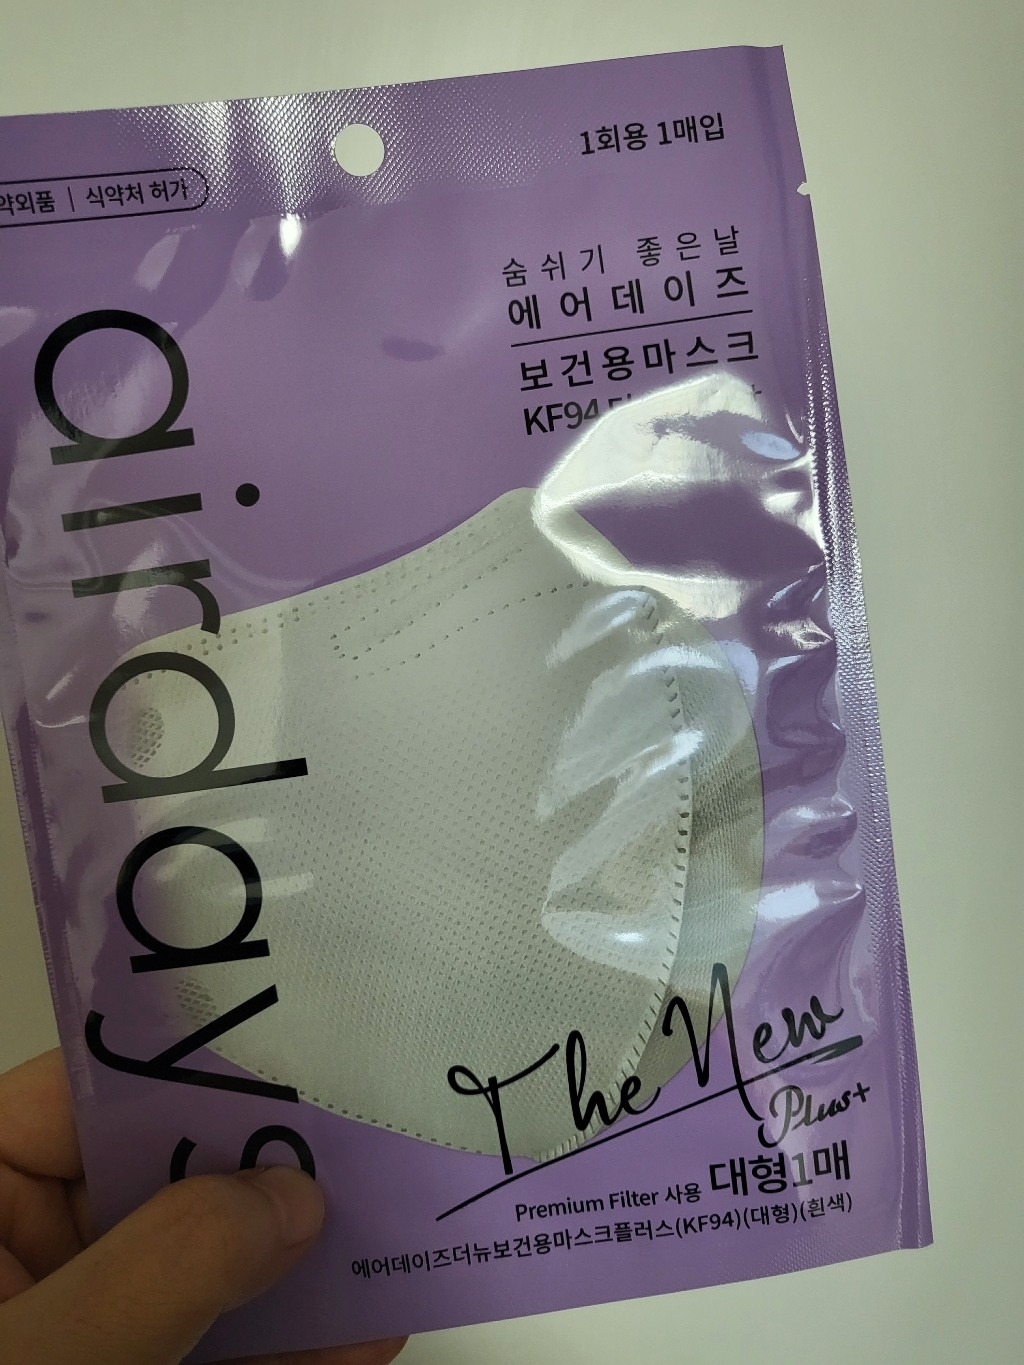 1회용 1매입
약외품 | 식약처 허가
숨쉬기 좋은날
에어데이즈
보건용마스크
KF94
airdays
The New
Plus+
Premium Filter 사용 대형1매
에어데이즈더뉴보건용마스크플러스(KF94)(대형)(흰색)